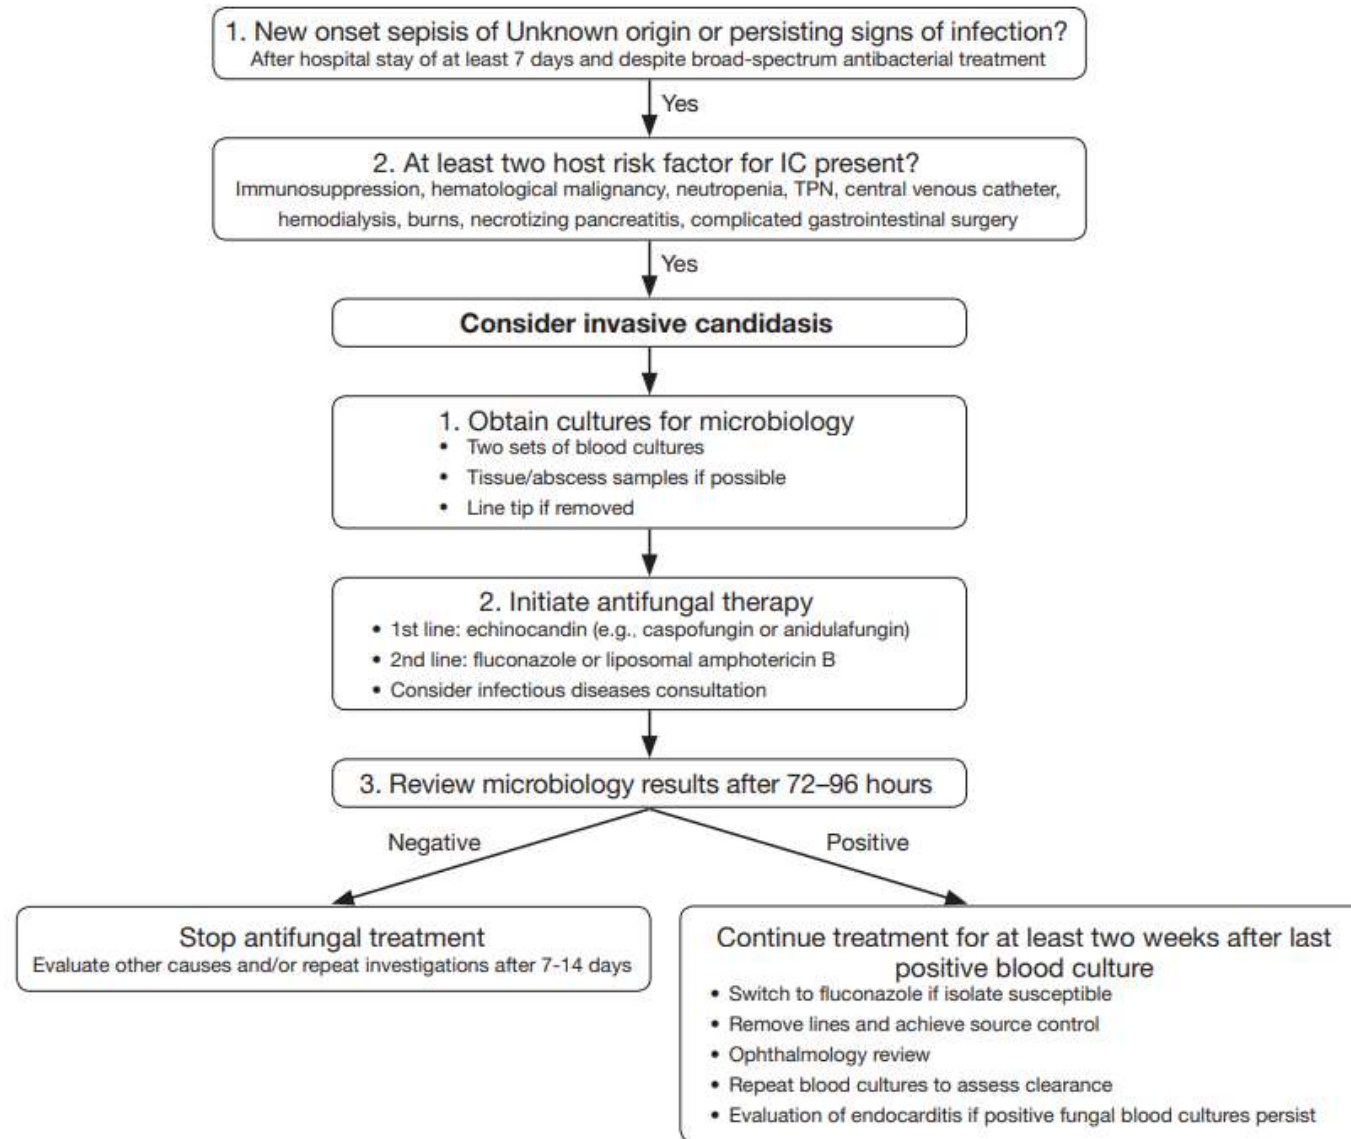 1. New onset sepisis of Unknown origin or persisting signs of infection?
After hospital stay of at least 7 days and despite broad-spectrum antibacterial treatment
Yes
2. At least two host risk factor for IC present?
Immunosuppression, hematological malignancy, neutropenia, TPN, central venous catheter,
hemodialysis, burns, necrotizing pancreatitis, complicated gastrointestinal surgery
Yes
Consider invasive candidasis
1. Obtain cultures for microbiology
• Two sets of blood cultures
• Tissue/abscess samples if possible
• Line tip if removed
2. Initiate antifungal therapy
• 1st line: echinocandin (e.g., caspofungin or anidulafungin)
• 2nd line: fluconazole or liposomal amphotericin B
• Consider infectious diseases consultation
3. Review microbiology results after 72–96 hours
Negative
Positive
Stop antifungal treatment
Evaluate other causes and/or repeat investigations after 7-14 days
Continue treatment for at least two weeks after last
positive blood culture
• Switch to fluconazole if isolate susceptible
• Remove lines and achieve source control
• Ophthalmology review
• Repeat blood cultures to assess clearance
• Evaluation of endocarditis if positive fungal blood cultures persist